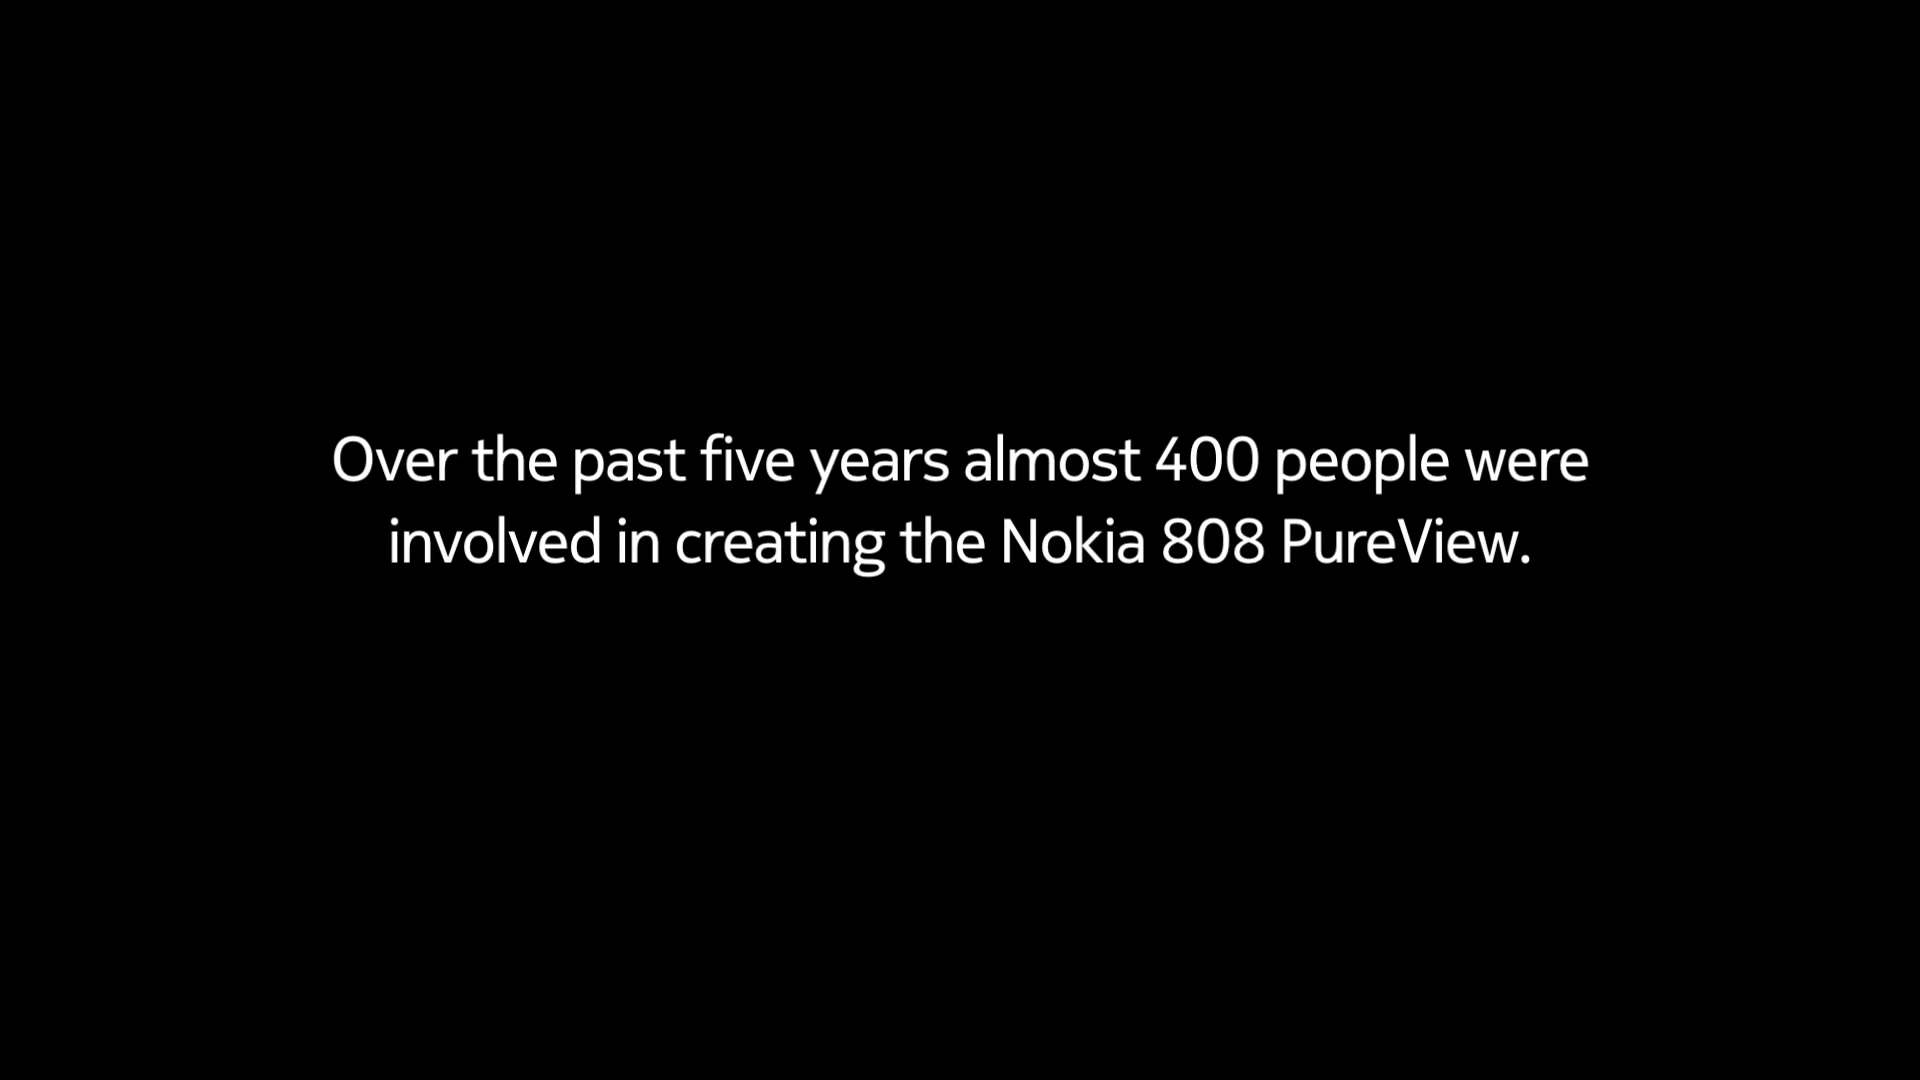 Over the past five years almost 400 people were
involved in creating the Nokia 808 PureView.